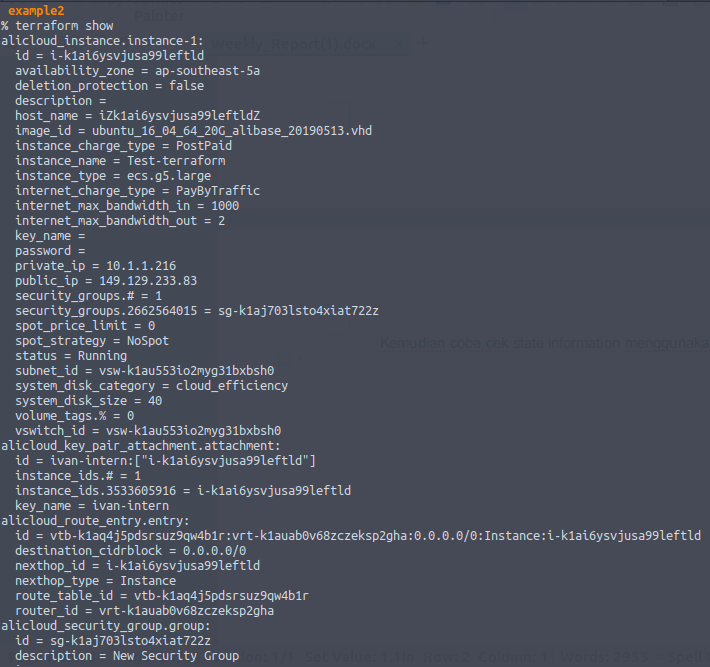 example2
% terraform show
alicloud_instance.instance-1:
  id = i-k1ai6ysvjusa99leftld
  availability_zone = ap-southeast-5a
  deletion_protection = false
  description =
  host_name = iZk1ai6ysvjusa99leftldZ
  image_id = ubuntu_16_04_64_20G_alibase_20190513.vhd
  instance_charge_type = PostPaid
  instance_name = Test-terraform
  instance_type = ecs.g5.large
  internet_charge_type = PayByTraffic
  internet_max_bandwidth_in = 1000
  internet_max_bandwidth_out = 2
  key_name =
  password =
  private_ip = 10.1.1.216
  public_ip = 149.129.233.83
  security_groups.# = 1
  security_groups.2662564015 = sg-k1aj703lsto4xiat722z
  spot_price_limit = 0
  spot_strategy = NoSpot
  status = Running
  subnet_id = vsw-k1au553io2myg31bxbsh0
  system_disk_category = cloud_efficiency
  system_disk_size = 40
  volume_tags.% = 0
  vswitch_id = vsw-k1au553io2myg31bxbsh0
alicloud_key_pair_attachment.attachment:
  id = ivan-intern:["i-k1ai6ysvjusa99leftld"]
  instance_ids.# = 1
  instance_ids.3533605916 = i-k1ai6ysvjusa99leftld
  key_name = ivan-intern
alicloud_route_entry.entry:
  id = vtb-k1aq4j5pdsrsuz9qw4b1r:vrt-k1auab0v68zczeksp2gha:0.0.0.0/0:Instance:i-k1ai6ysvjusa99leftld
  destination_cidrblock = 0.0.0.0/0
  nexthop_id = i-k1ai6ysvjusa99leftld
  nexthop_type = Instance
  route_table_id = vtb-k1aq4j5pdsrsuz9qw4b1r
  router_id = vrt-k1auab0v68zczeksp2gha
alicloud_security_group.group:
  id = sg-k1aj703lsto4xiat722z
  description = New Security Group
Painter
Kemudian coba cek state information